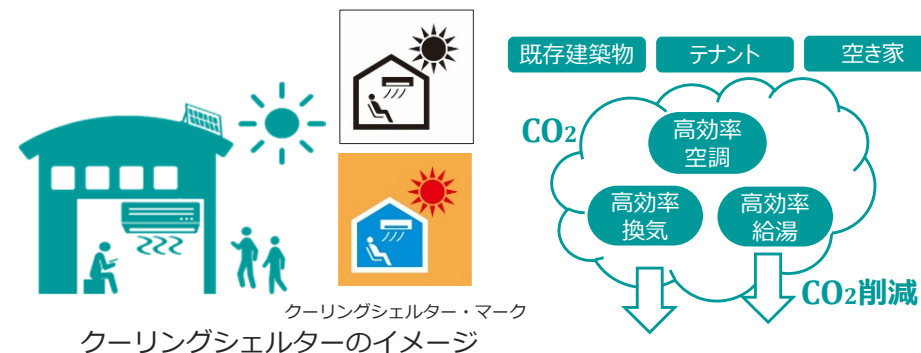 既存建築物
テナント
空き家
CO2
高効率
空調
高効率
換気
高効率
給湯
CO2削減
クーリングシェルター・マーク
クーリングシェルターのイメージ